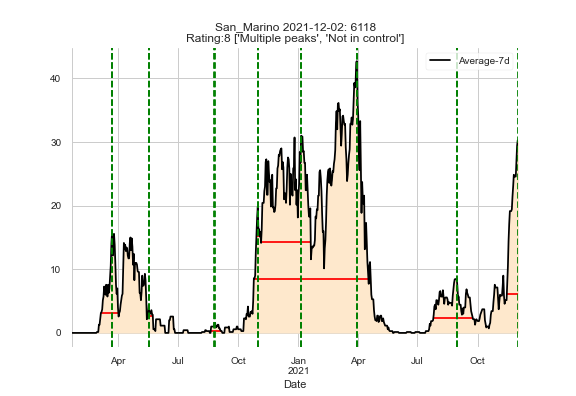 San_Marino 2021-12-02: 6118
Rating:8 ['Multiple peaks', 'Not in control']
Average-7d
40
30
20
10
0
Apr Jul Oct Jan Apr Jul Oct
2021
Date